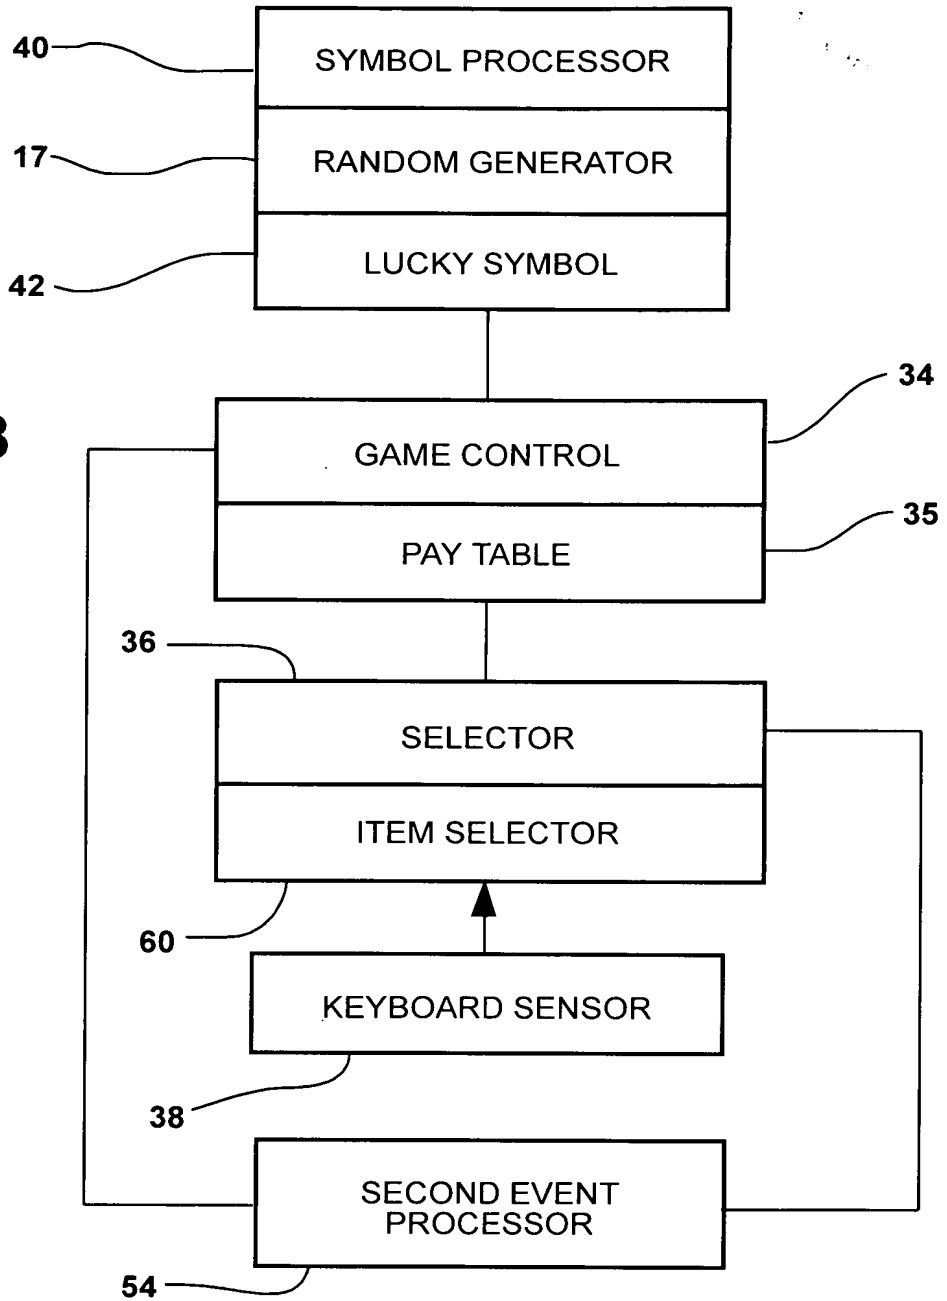 40
SYMBOL PROCESSOR
17
RANDOM GENERATOR
42
LUCKY SYMBOL
34
GAME CONTROL
35
PAY TABLE
36
SELECTOR
ITEM SELECTOR
60
KEYBOARD SENSOR
38
SECOND EVENT
PROCESSOR
54